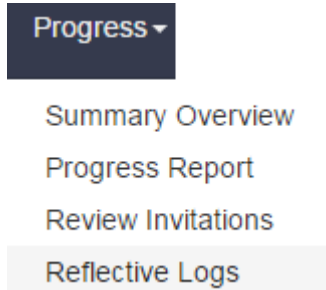 Progress
Summary Overview
Progress Report
Review Invitations
Reflective Logs